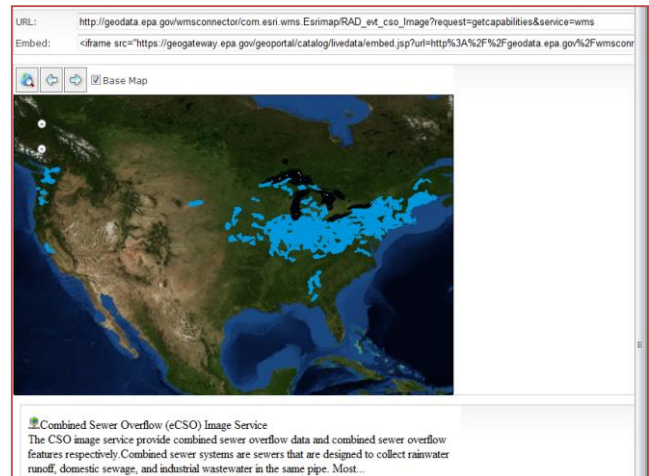 URL: http://geodata.epa.gov/wmsconnector/com.esri.wms.Esrimap/RAD_evt_cso_Image?request=getcapabilities&service=wms
Embed: <iframe src="https://geogateway.epa.gov/geoportal/catalog/livedata/embed.jsp?url=http%3A%2F%2Fgeodata.epa.gov%2Fwmsconr
Base Map
Combined Sewer Overflow (eCSO) Image Service
The CSO image service provide combined sewer overflow data and combined sewer overflow
features respectively.Combined sewer systems are sewers that are designed to collect rainwater
runoff, domestic sewage, and industrial wastewater in the same pipe. Most...